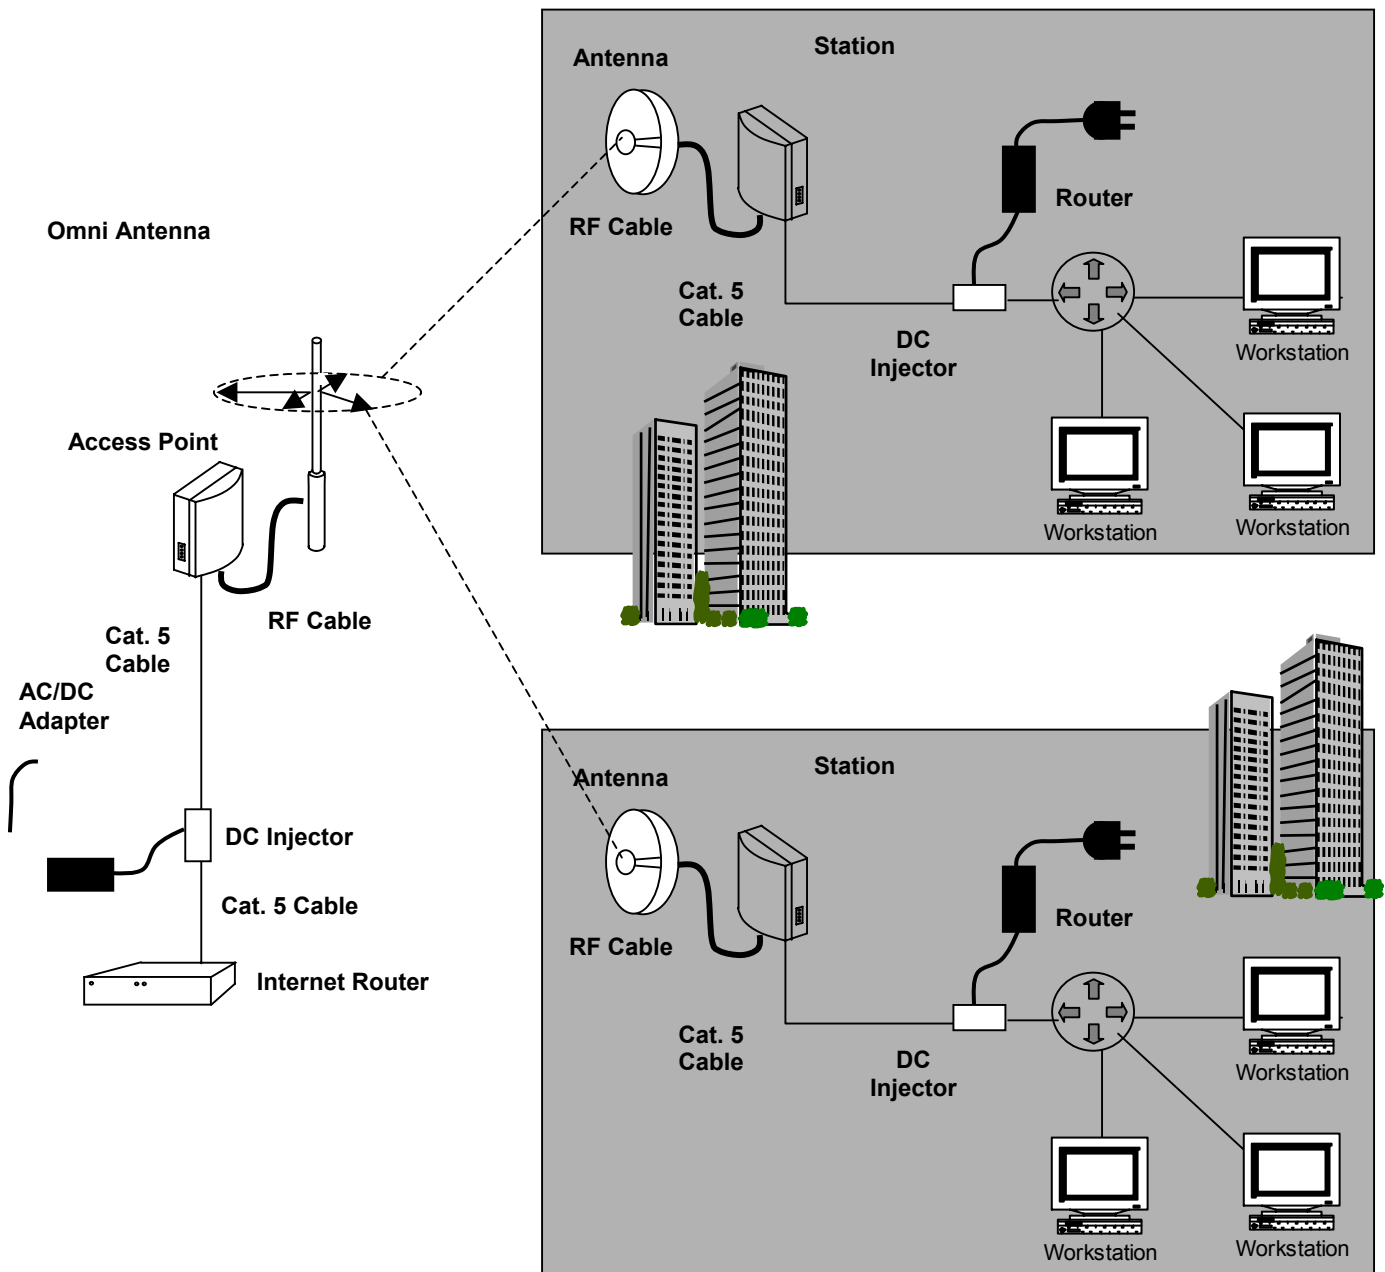 Omni Antenna
Access Point
RF Cable
Cat. 5
Cable
AC/DC
Adapter
DC Injector
Cat. 5 Cable
Internet Router
Station
Antenna
RF Cable
Router
Cat. 5
Cable
DC
Injector
Workstation
Workstation
Workstation
Station
Antenna
RF Cable
Router
Cat. 5
Cable
DC
Injector
Workstation
Workstation
Workstation